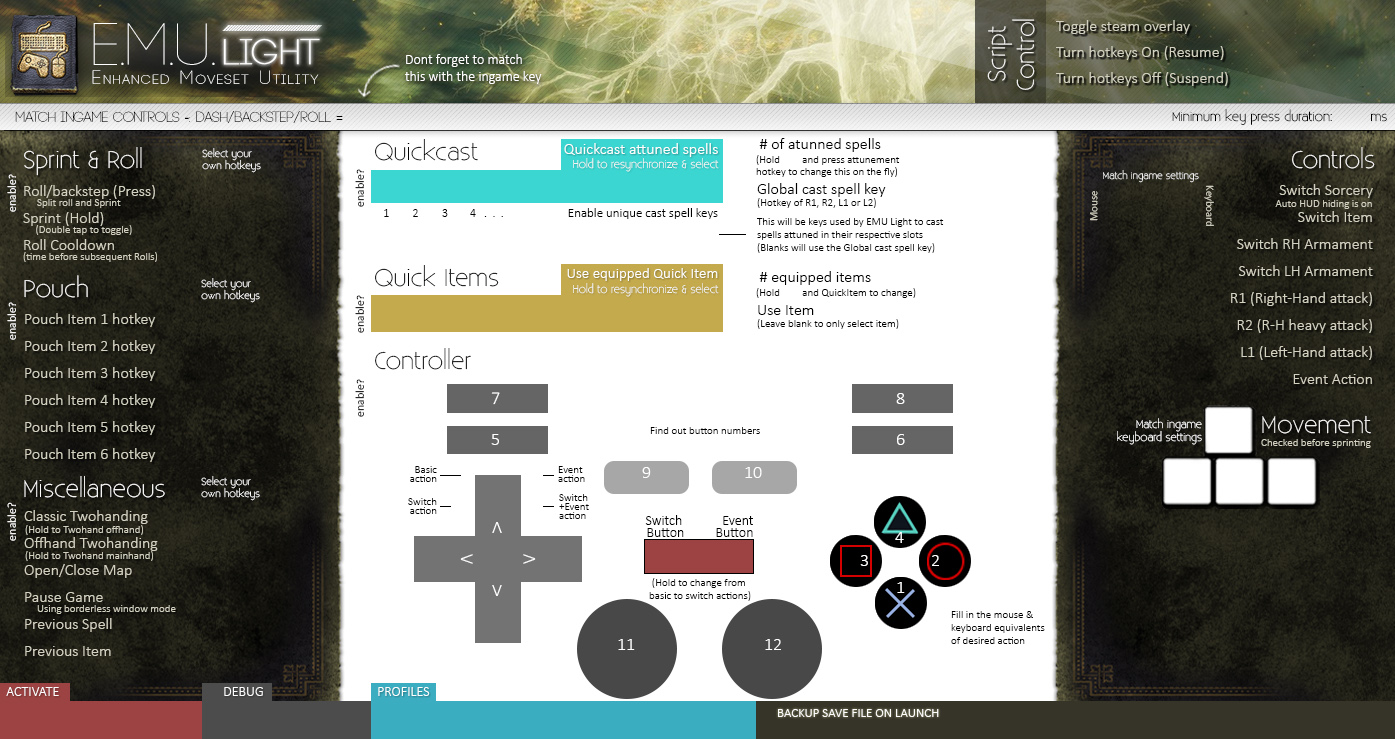 E.M.U. LIGHT
ENHANCED MOVESET UTILITY
Dont forget to match
this with the ingame key
Script
Control
Toggle steam overlay
Turn hotkeys On (Resume)
Turn hotkeys Off (Suspend)
MATCH INGAME CONTROLS - DASH/BACKSTEP/ROLL =
Minimum key press duration: ms
Sprint & Roll
Select your
own hotkeys
enable?
Roll/backstep (Press)
Split roll and Sprint
Sprint (Hold)
(Double tap to toggle)
Roll Cooldown
(time before subsequent Rolls)
Pouch
Select your
own hotkeys
enable?
Pouch Item 1 hotkey
Pouch Item 2 hotkey
Pouch Item 3 hotkey
Pouch Item 4 hotkey
Pouch Item 5 hotkey
Pouch Item 6 hotkey
Miscellaneous
Select your
own hotkeys
enable?
Classic Twohanding
(Hold to Twohand offhand)
Offhand Twohanding
(Hold to Twohand mainhand)
Open/Close Map
Pause Game
Using borderless window mode
Previous Spell
Previous Item
Quickcast
enable?
Quickcast attuned spells
Hold to resynchronize & select
1 2 3 4 . . .
Enable unique cast spell keys
# of atunned spells
(Hold and press attunement
hotkey to change this on the fly)
Global cast spell key
(Hotkey of R1, R2, L1 or L2)
This will be keys used by EMU Light to cast
spells attuned in their respective slots
(Blanks will use the Global cast spell key)
Quick Items
enable?
Use equipped Quick Item
Hold to resynchronize & select
# equipped items
(Hold and QuickItem to change)
Use Item
(Leave blank to only select item)
Controller
enable?
7
8
5
6
Find out button numbers
Basic
action
Event
action
Switch
action
Switch
+Event
action
9
10
Switch
Button
Event
Button
(Hold to change from
basic to switch actions)
Λ
< >
V
4
3
2
1
11
12
Fill in the mouse &
keyboard equivalents
of desired action
Controls
Match ingame settings
Mouse
Keyboard
Switch Sorcery
Auto HUD hiding is on
Switch Item
Switch RH Armament
Switch LH Armament
R1 (Right-Hand attack)
R2 (R-H heavy attack)
L1 (Left-Hand attack)
Event Action
Match ingame
keyboard settings
Movement
Checked before sprinting
ACTIVATE
DEBUG
PROFILES
BACKUP SAVE FILE ON LAUNCH